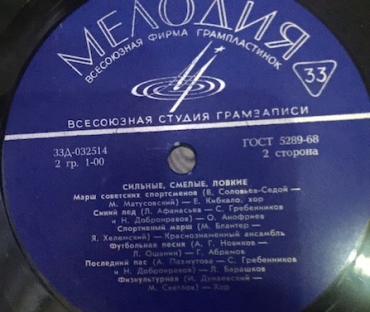 МЕЛОДИЯ
ВСЕСОЮЗНАЯ ФИРМА ГРАМПЛАСТИНОК
33
ВСЕСОЮЗНАЯ СТУДИЯ ГРАМЗАПИСИ
33Д-032514
2 гр. 1-00
ГОСТ 5289-68
2 сторона
СИЛЬНЫЕ, СМЕЛЫЕ, ЛОВКИЕ
Марш советских спортсменов (В. Соловьев-Седой —
М. Матусовский) — Е. Кибкало, хор
Синий лед (Л. Афанасьев — С. Гребенников
и Н. Добронравов) — О. Анофриев
Спортивный марш (М. Блантер —
Я. Хелемский) — Краснознаменный ансамбль
Футбольная песня (А. Г. Новиков —
Л. Ошанин) — Г. Абрамов
Последний пас (А. Пахмутова — С. Гребенников
и Н. Добронравов) — Л. Барашков
Физкультурная (И. Дунаевский —
М. Светлов) — Хор